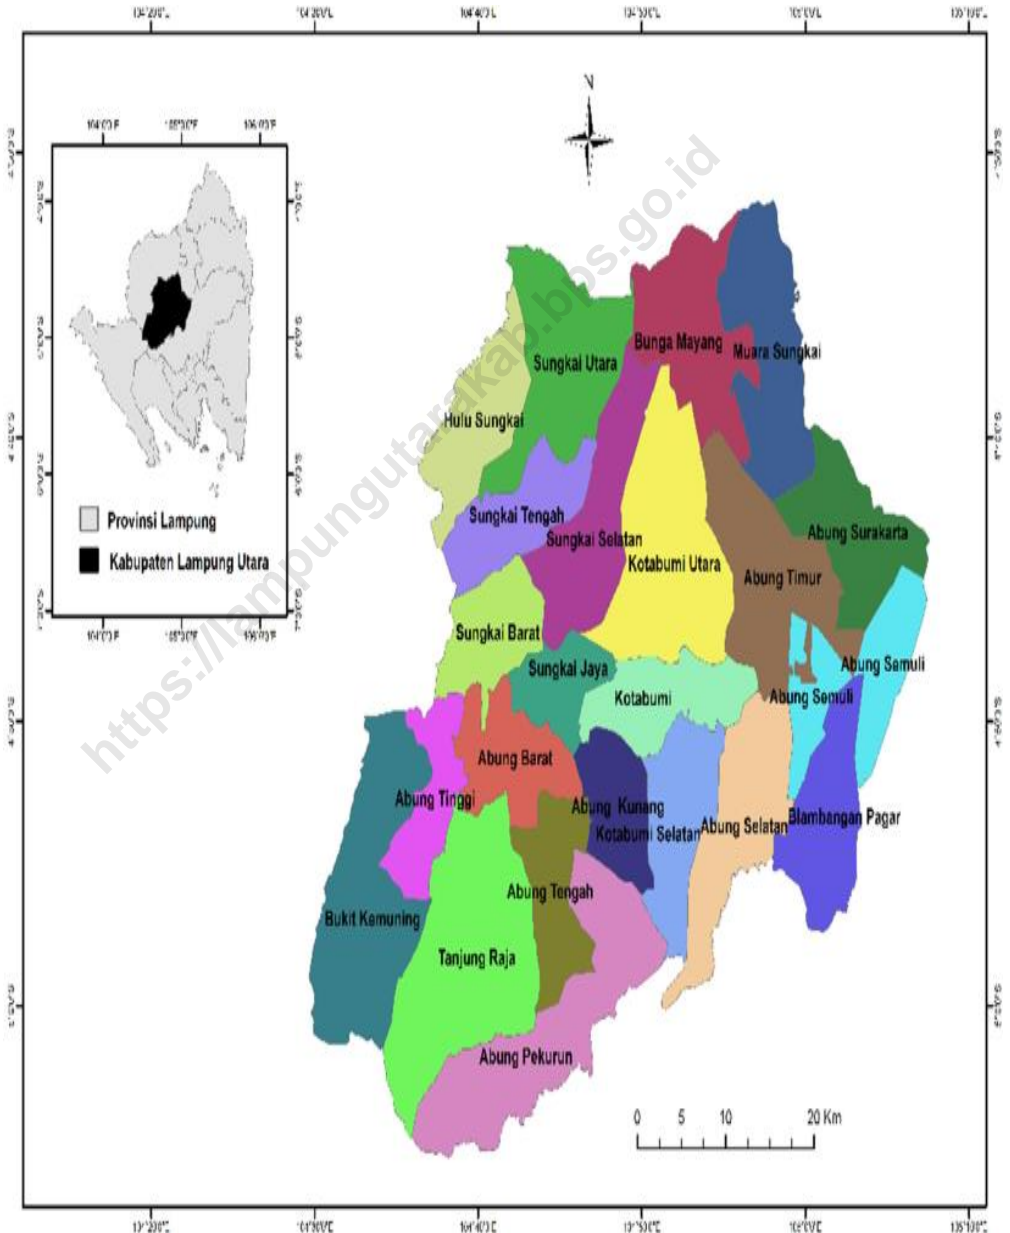 N
https://lampungutarakab.bps.go.id
Provinsi Lampung
Kabupaten Lampung Utara
Bunga Mayang
Muara Sungkai
Sungkai Utara
Hulu Sungkai
Sungkai Tengah
Sungkai Selatan
Abung Surakarta
Kotabumi Utara
Abung Timur
Sungkai Barat
Sungkai Jaya
Abung Semuli
Kotabumi
Abung Semuli
Abung Barat
Abung Tinggi
Abung Kunang
Kotabumi Selatan
Abung Selatan
Blambangan Pagar
Abung Tengah
Bukit Kemuning
Tanjung Raja
Abung Pekurun
0 5 10 20 Km